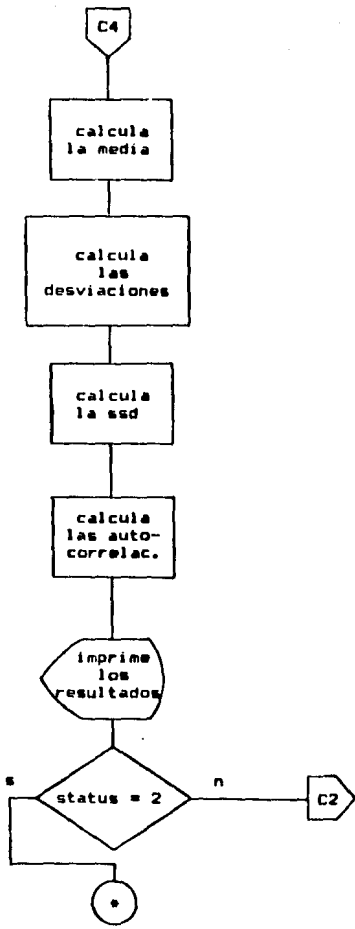 C4
calcula
la media
calcula
las
desviaciones
calcula
la ssd
calcula
las auto-
correlac.
imprime
los
resultados
s
n
status = 2
C2
*